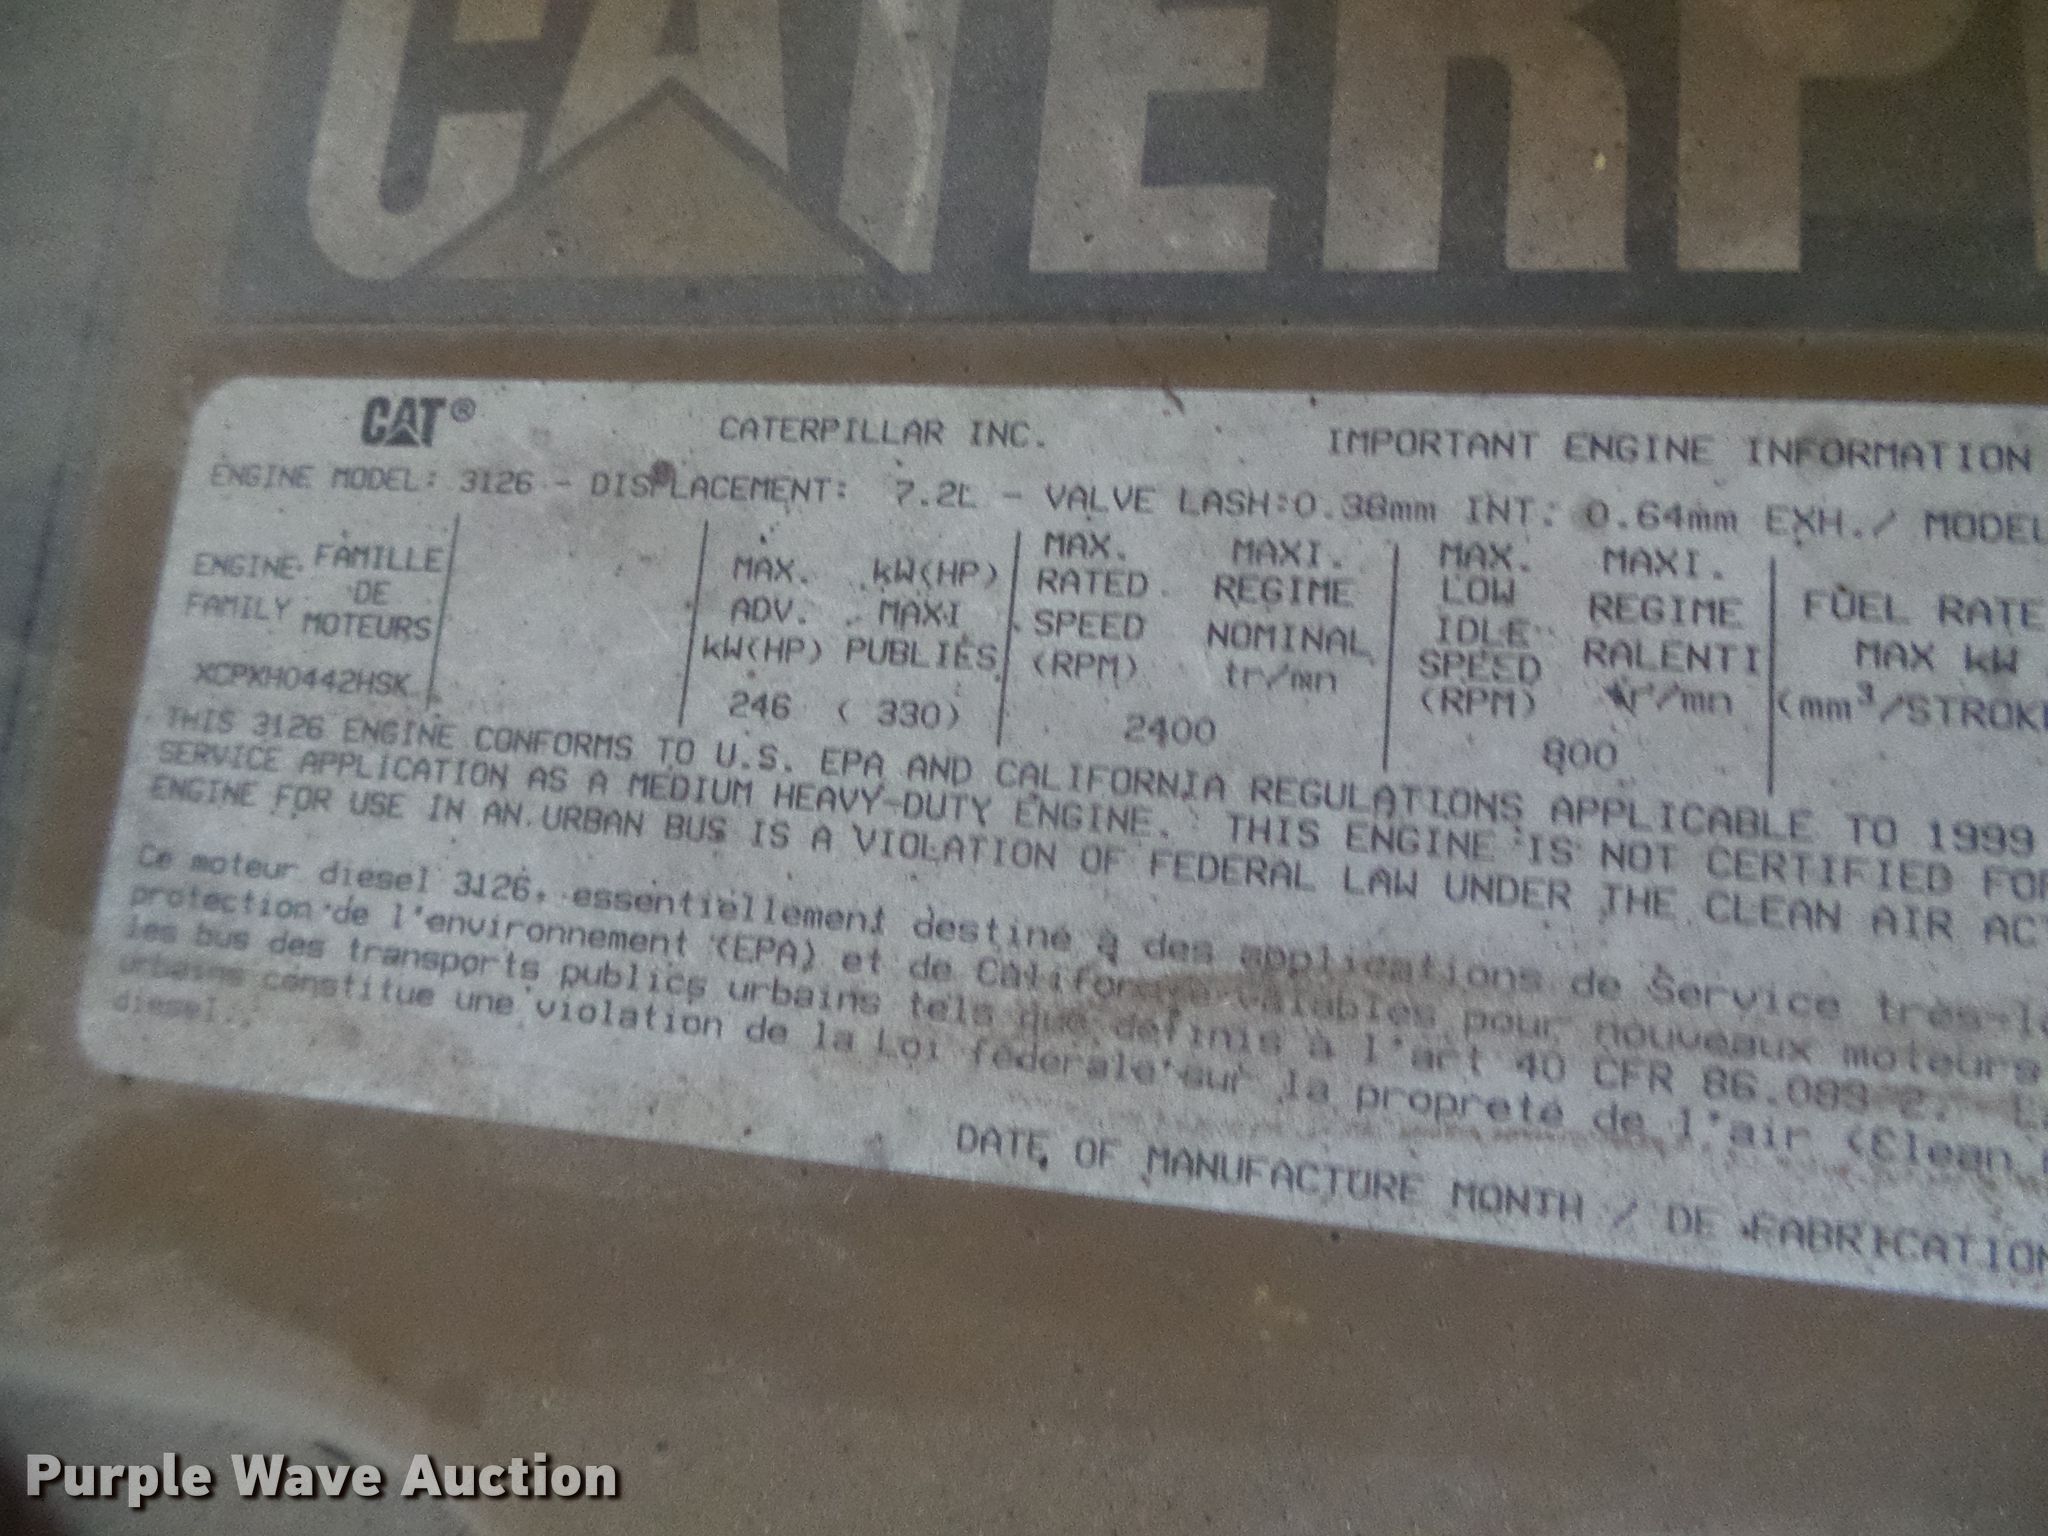 CATERP
CAT® CATERPILLAR INC. IMPORTANT ENGINE INFORMATION
ENGINE MODEL: 3126 - DISPLACEMENT: 7.2L - VALVE LASH:0.38mm INT. 0.64mm EXH./ MODEL
ENGINE FAMILY
FAMILLE DE MOTEURS
XCPXH0442HSK
MAX. ADV. kW(HP)
kW(HP) MAXI PUBLIÉS
246 ( 330)
MAX. RATED SPEED (RPM)
MAXI. REGIME NOMINAL tr/mn
2400
MAX. LOW IDLE SPEED (RPM)
MAXI. REGIME RALENTI tr/mn
800
FUEL RATE
MAX kW
(mm³/STROKE
THIS 3126 ENGINE CONFORMS TO U.S. EPA AND CALIFORNIA REGULATIONS APPLICABLE TO 1999
SERVICE APPLICATION AS A MEDIUM HEAVY-DUTY ENGINE. THIS ENGINE IS NOT CERTIFIED FOR
ENGINE FOR USE IN AN URBAN BUS IS A VIOLATION OF FEDERAL LAW UNDER THE CLEAN AIR ACT
Ce moteur diesel 3126, essentiellement destiné à des applications de Service très-l
protection de l'environnement (EPA) et de Californie valables pour nouveaux moteurs
les bus des transports publics urbains tels que définis à l'art 40 CFR 86.093 2. L
urbains constitue une violation de la Loi fédérale sur la propreté de l'air (Clean
diesel.
DATE OF MANUFACTURE MONTH / DE FABRICATION
Purple Wave Auction